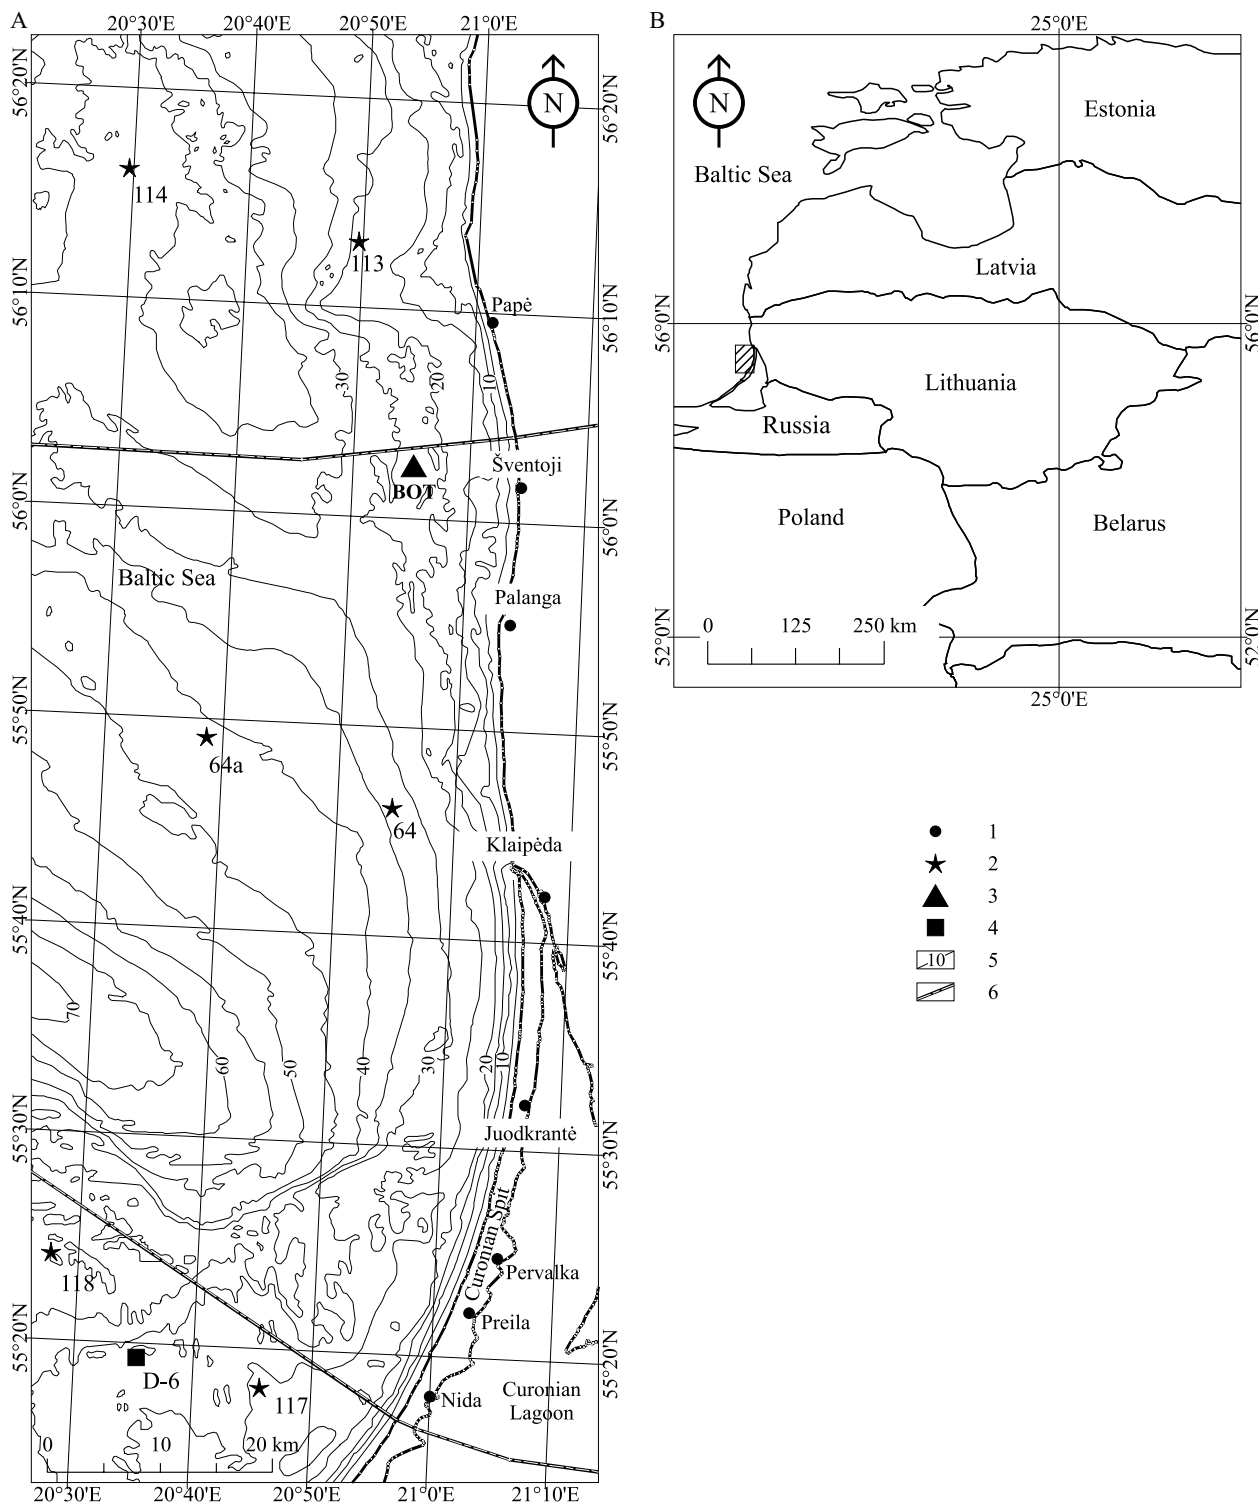 A
20°30'E
20°40'E
20°50'E
21°0'E
56°20'N
56°20'N
N
114
113
56°10'N
56°10'N
Papė
30
20
10
Šventoji
BOT
56°0'N
56°0'N
Baltic Sea
Palanga
55°50'N
55°50'N
64a
64
Klaipėda
55°40'N
55°40'N
70
60
50
40
30
20
10
55°30'N
55°30'N
Juodkrantė
Curonian Spit
118
Pervalka
Preila
55°20'N
55°20'N
D-6
117
Nida
Curonian
Lagoon
0
10
20 km
20°30'E
20°40'E
20°50'E
21°0'E
21°10'E
B
25°0'E
N
Estonia
Baltic Sea
Latvia
56°0'N
56°0'N
Lithuania
Russia
Poland
Belarus
0
125
250 km
52°0'N
52°0'N
25°0'E
1
2
3
4
10
5
6